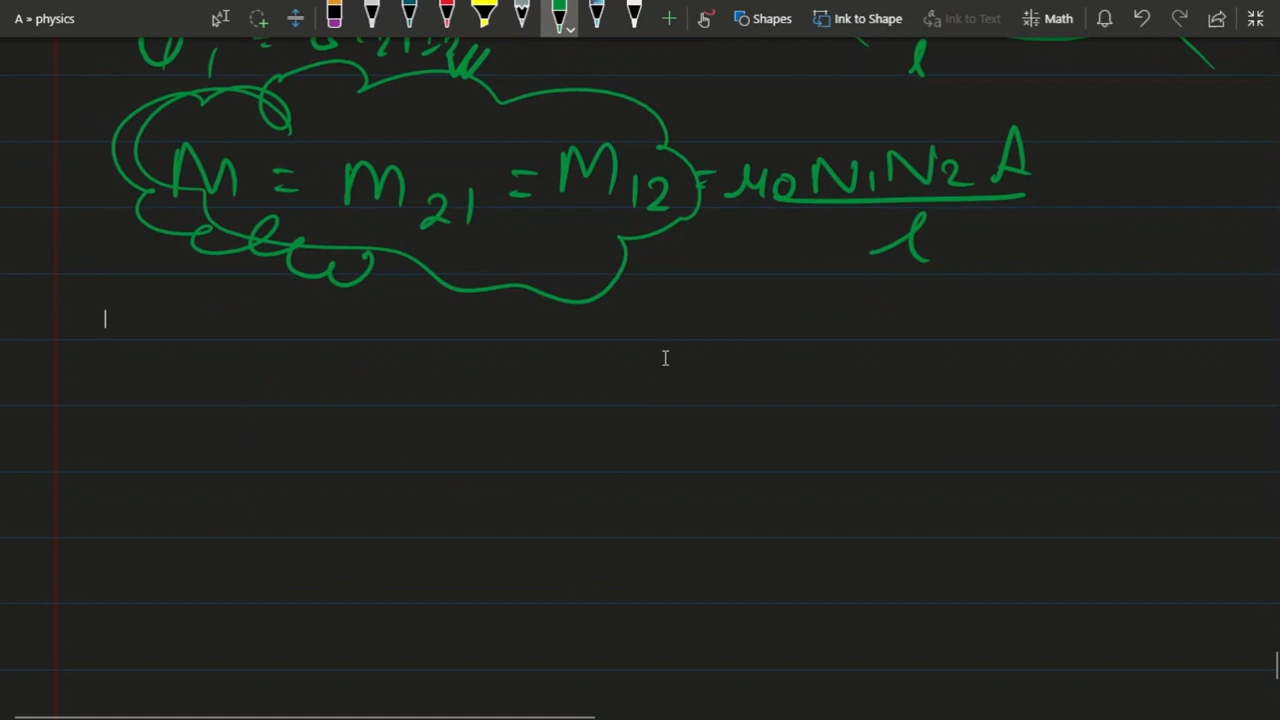 A » physics Shapes Ink to Shape Ink to Text Math
l
M = m21 = M12 = μ0N1N2A
l